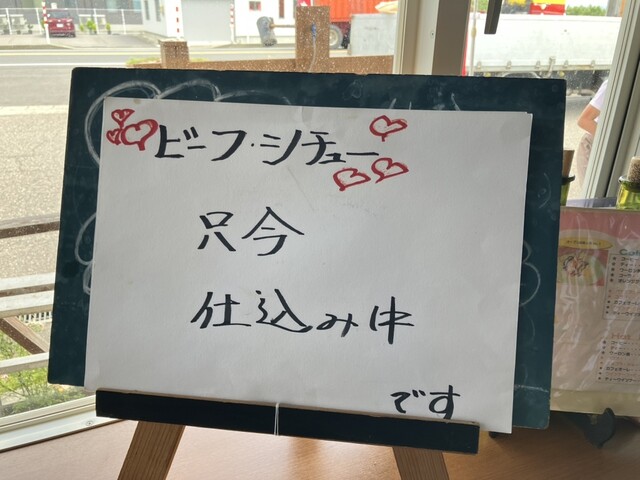 ビーフ・シチュー
只今
仕込み中
です